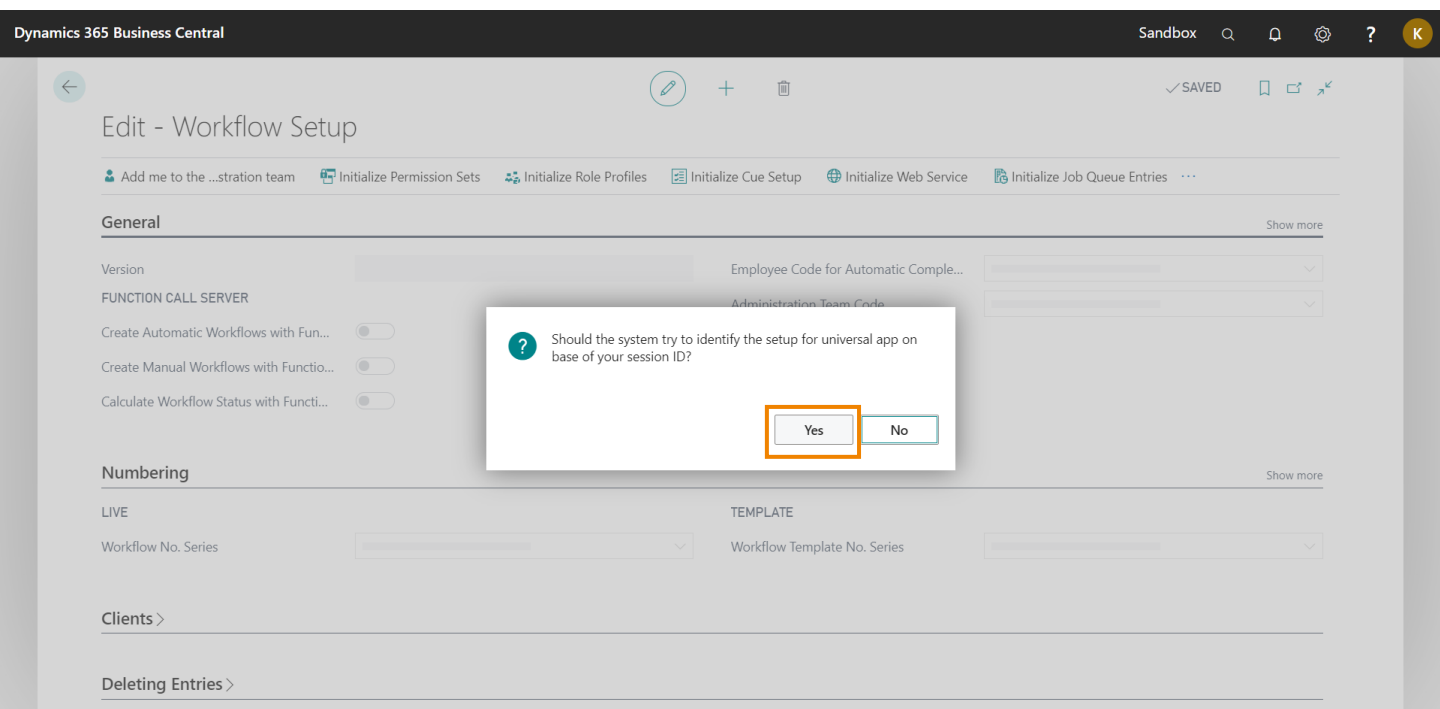 Dynamics 365 Business Central
Sandbox
?
K
SAVED
Edit - Workflow Setup
Add me to the ...stration team
Initialize Permission Sets
Initialize Role Profiles
Initialize Cue Setup
Initialize Web Service
Initialize Job Queue Entries
...
General
Show more
Version
Employee Code for Automatic Comple...
FUNCTION CALL SERVER
Administration Team Code
Create Automatic Workflows with Fun...
Create Manual Workflows with Functio...
Calculate Workflow Status with Functi...
?
Should the system try to identify the setup for universal app on
base of your session ID?
Yes
No
Numbering
Show more
LIVE
TEMPLATE
Workflow No. Series
Workflow Template No. Series
Clients
Deleting Entries